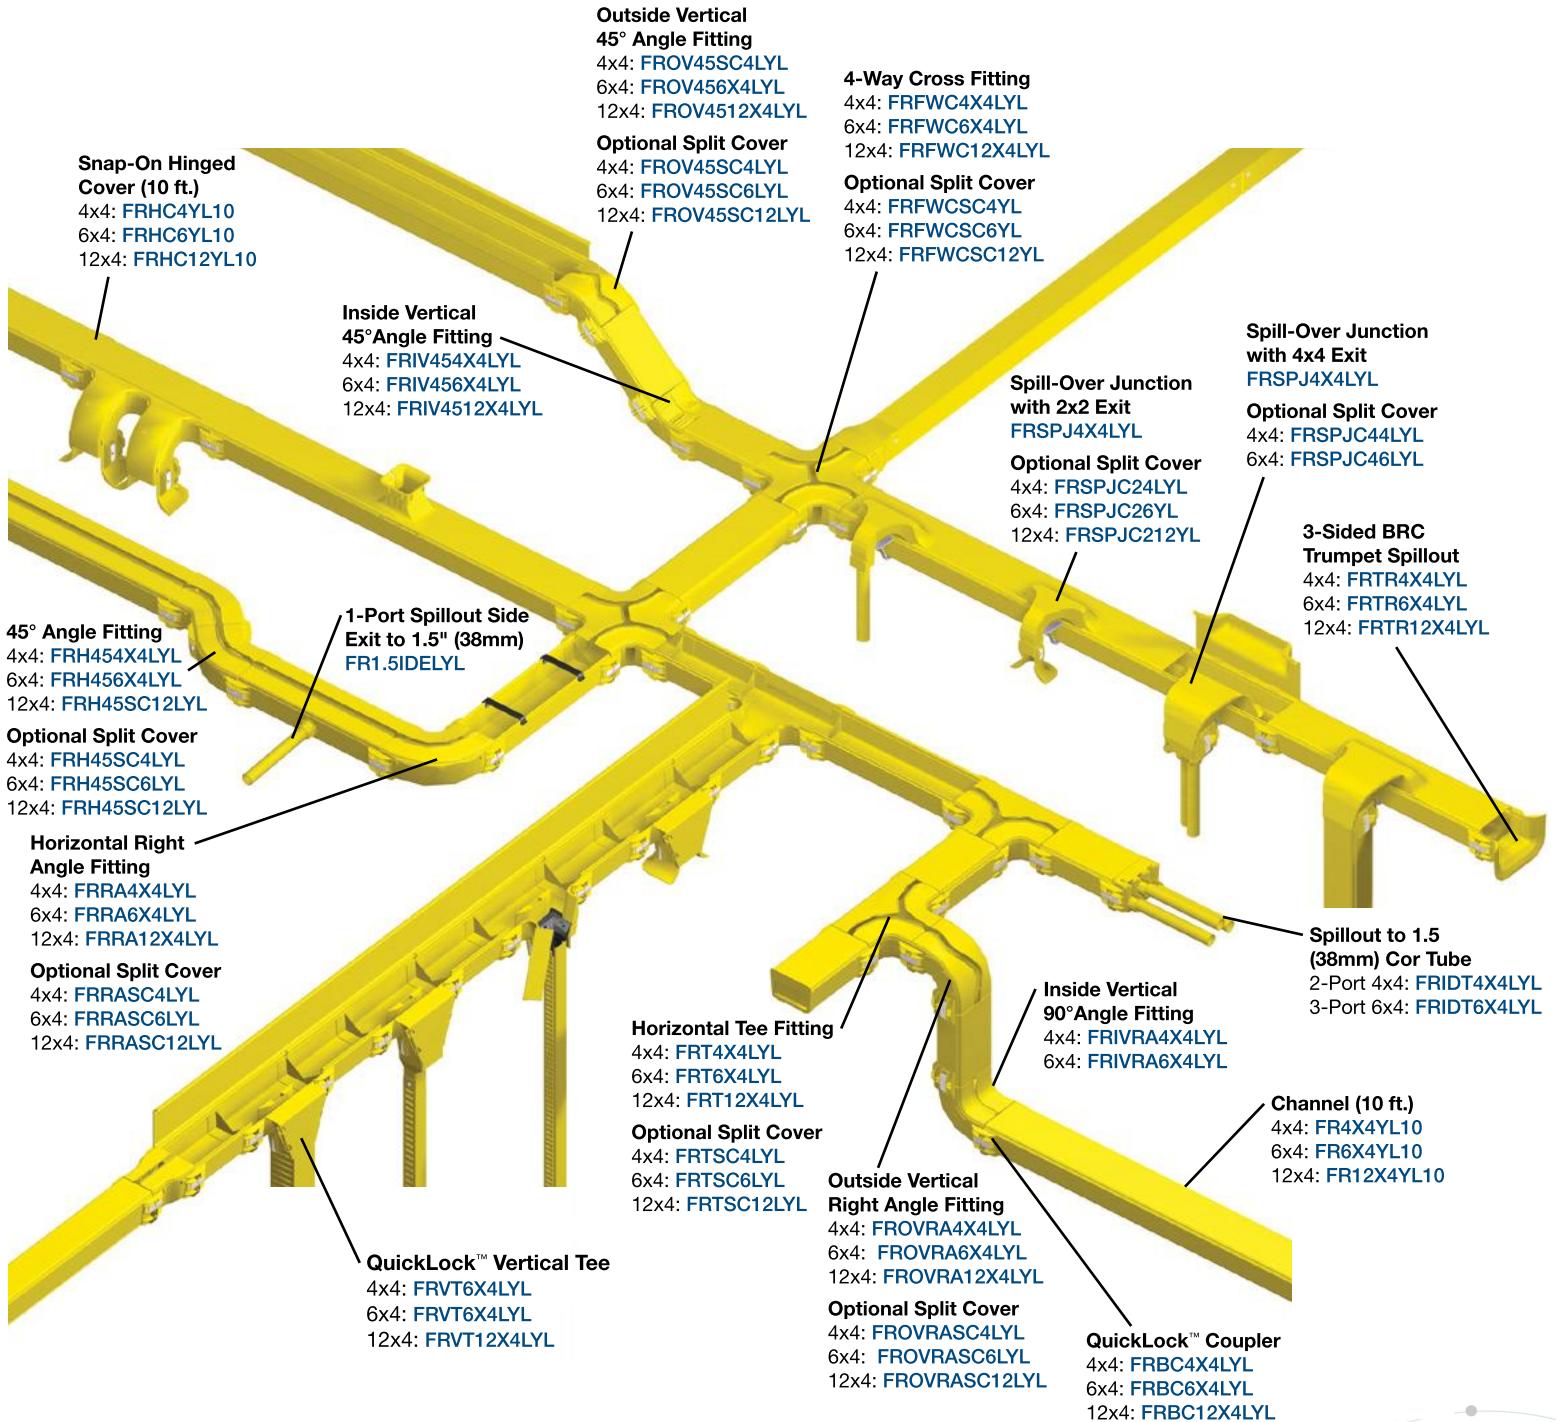 Outside Vertical
45° Angle Fitting
4x4: FROV45SC4LYL
6x4: FROV456X4LYL
12x4: FROV4512X4LYL
Optional Split Cover
4x4: FROV45SC4LYL
6x4: FROV45SC6LYL
12x4: FROV45SC12LYL
4-Way Cross Fitting
4x4: FRFWC4X4LYL
6x4: FRFWC6X4LYL
12x4: FRFWC12X4LYL
Optional Split Cover
4x4: FRFWCSC4YL
6x4: FRFWCSC6YL
12x4: FRFWCSC12YL
Snap-On Hinged
Cover (10 ft.)
4x4: FRHC4YL10
6x4: FRHC6YL10
12x4: FRHC12YL10
Inside Vertical
45°Angle Fitting
4x4: FRIV454X4LYL
6x4: FRIV456X4LYL
12x4: FRIV4512X4LYL
Spill-Over Junction
with 2x2 Exit
FRSPJ4X4LYL
Optional Split Cover
4x4: FRSPJC24LYL
6x4: FRSPJC26YL
12x4: FRSPJC212YL
Spill-Over Junction
with 4x4 Exit
FRSPJ4X4LYL
Optional Split Cover
4x4: FRSPJC44LYL
6x4: FRSPJC46LYL
3-Sided BRC
Trumpet Spillout
4x4: FRTR4X4LYL
6x4: FRTR6X4LYL
12x4: FRTR12X4LYL
45° Angle Fitting
4x4: FRH454X4LYL
6x4: FRH456X4LYL
12x4: FRH45SC12LYL
Optional Split Cover
4x4: FRH45SC4LYL
6x4: FRH45SC6LYL
12x4: FRH45SC12LYL
1-Port Spillout Side
Exit to 1.5" (38mm)
FR1.5IDELYL
Horizontal Right
Angle Fitting
4x4: FRRA4X4LYL
6x4: FRRA6X4LYL
12x4: FRRA12X4LYL
Optional Split Cover
4x4: FRRASC4LYL
6x4: FRRASC6LYL
12x4: FRRASC12LYL
Spillout to 1.5
(38mm) Cor Tube
2-Port 4x4: FRIDT4X4LYL
3-Port 6x4: FRIDT6X4LYL
Inside Vertical
90°Angle Fitting
4x4: FRIVRA4X4LYL
6x4: FRIVRA6X4LYL
Horizontal Tee Fitting
4x4: FRT4X4LYL
6x4: FRT6X4LYL
12x4: FRT12X4LYL
Optional Split Cover
4x4: FRTSC4LYL
6x4: FRTSC6LYL
12x4: FRTSC12LYL
Channel (10 ft.)
4x4: FR4X4YL10
6x4: FR6X4YL10
12x4: FR12X4YL10
Outside Vertical
Right Angle Fitting
4x4: FROVRA4X4LYL
6x4: FROVRA6X4LYL
12x4: FROVRA12X4LYL
Optional Split Cover
4x4: FROVRASC4LYL
6x4: FROVRASC6LYL
12x4: FROVRASC12LYL
QuickLock™ Vertical Tee
4x4: FRVT6X4LYL
6x4: FRVT6X4LYL
12x4: FRVT12X4LYL
QuickLock™ Coupler
4x4: FRBC4X4LYL
6x4: FRBC6X4LYL
12x4: FRBC12X4LYL